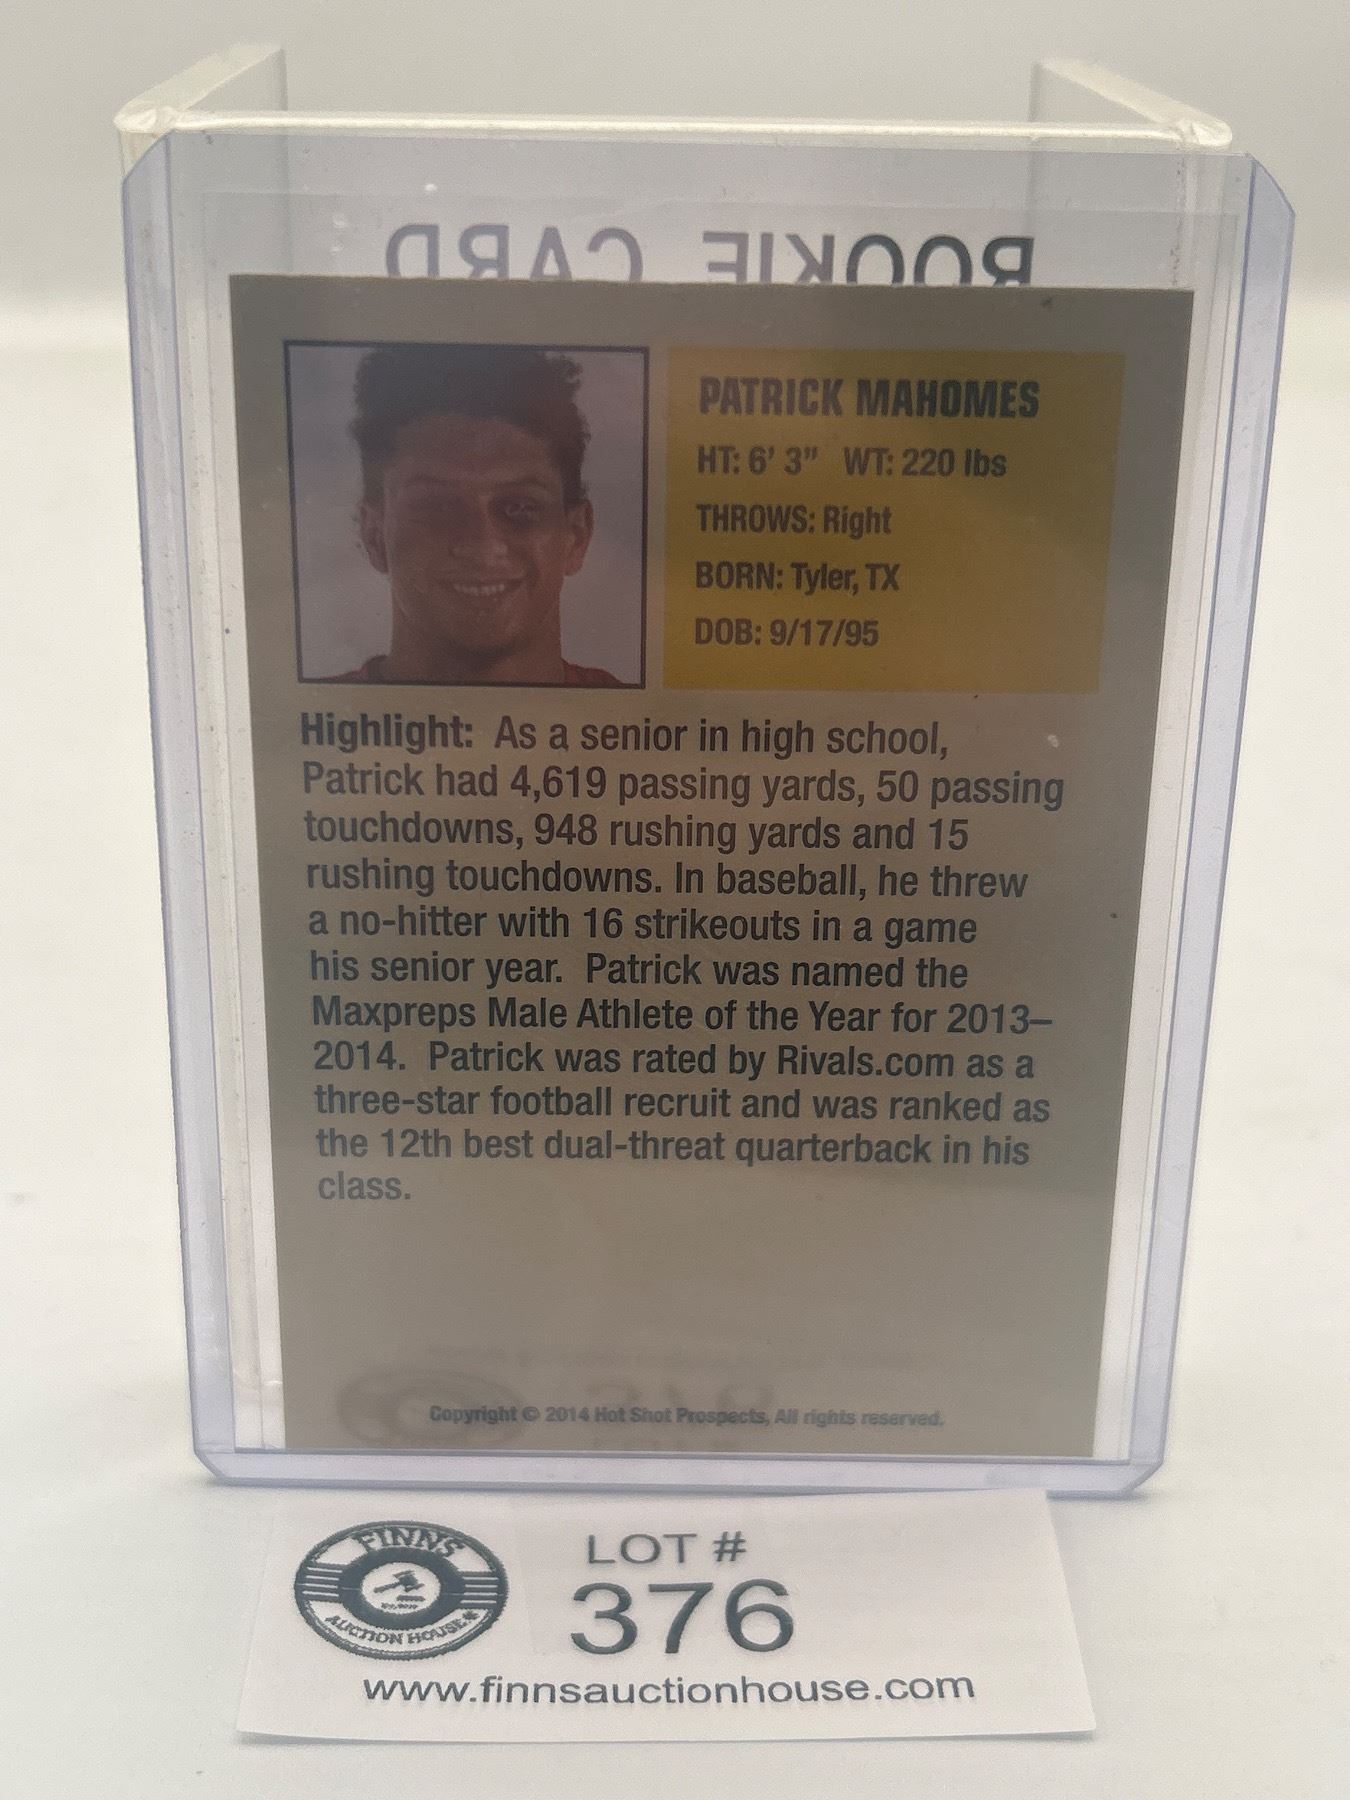 ROOKIE CARD
PATRICK MAHOMES
HT: 6' 3" WT: 220 lbs
THROWS: Right
BORN: Tyler, TX
DOB: 9/17/95
Highlight: As a senior in high school,
Patrick had 4,619 passing yards, 50 passing
touchdowns, 948 rushing yards and 15
rushing touchdowns. In baseball, he threw
a no-hitter with 16 strikeouts in a game
his senior year. Patrick was named the
Maxpreps Male Athlete of the Year for 2013–
2014. Patrick was rated by Rivals.com as a
three-star football recruit and was ranked as
the 12th best dual-threat quarterback in his
class.
Copyright © 2014 Hot Shot Prospects, All rights reserved.
FINNS
AUCTION HOUSE
LOT #
376
www.finnsauctionhouse.com